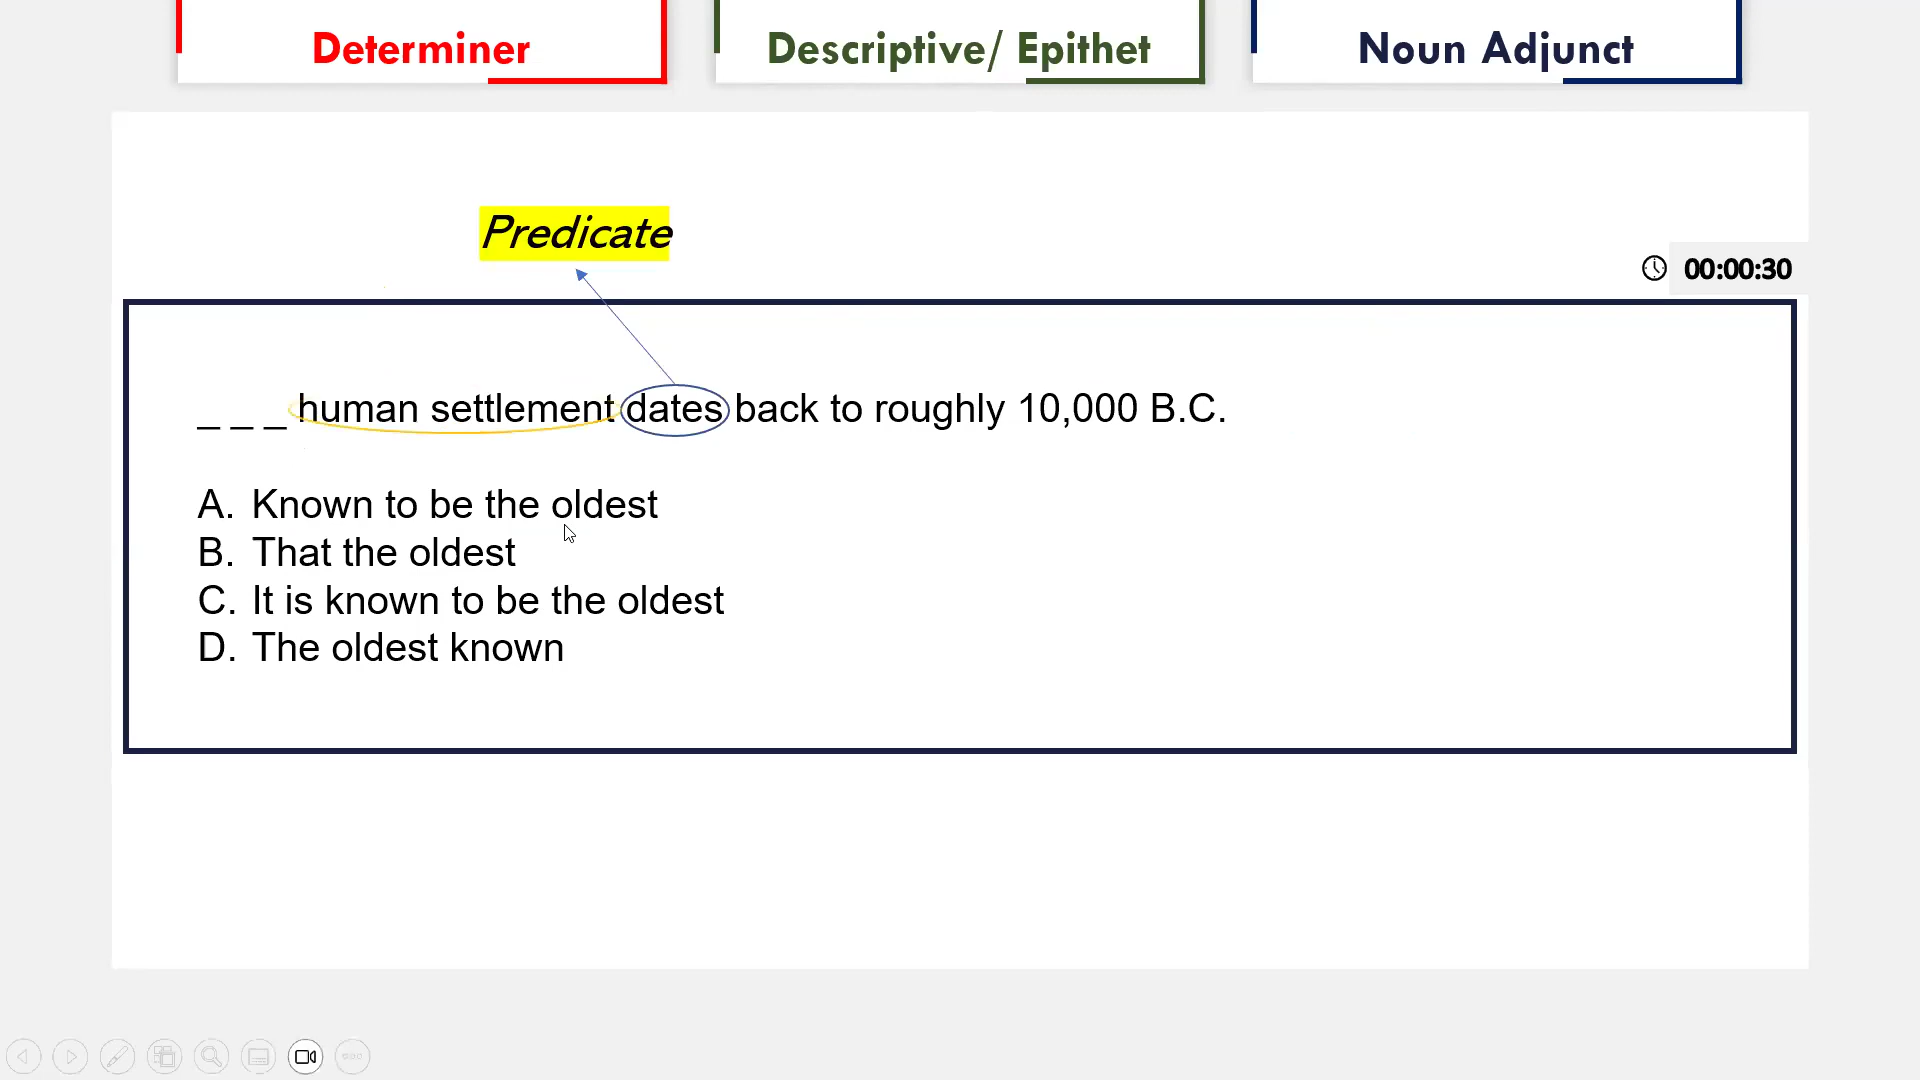 Determiner
Descriptive/ Epithet
Noun Adjunct
Predicate
00:00:30
_ _ _ human settlement dates back to roughly 10,000 B.C.
A. Known to be the oldest
B. That the oldest
C. It is known to be the oldest
D. The oldest known